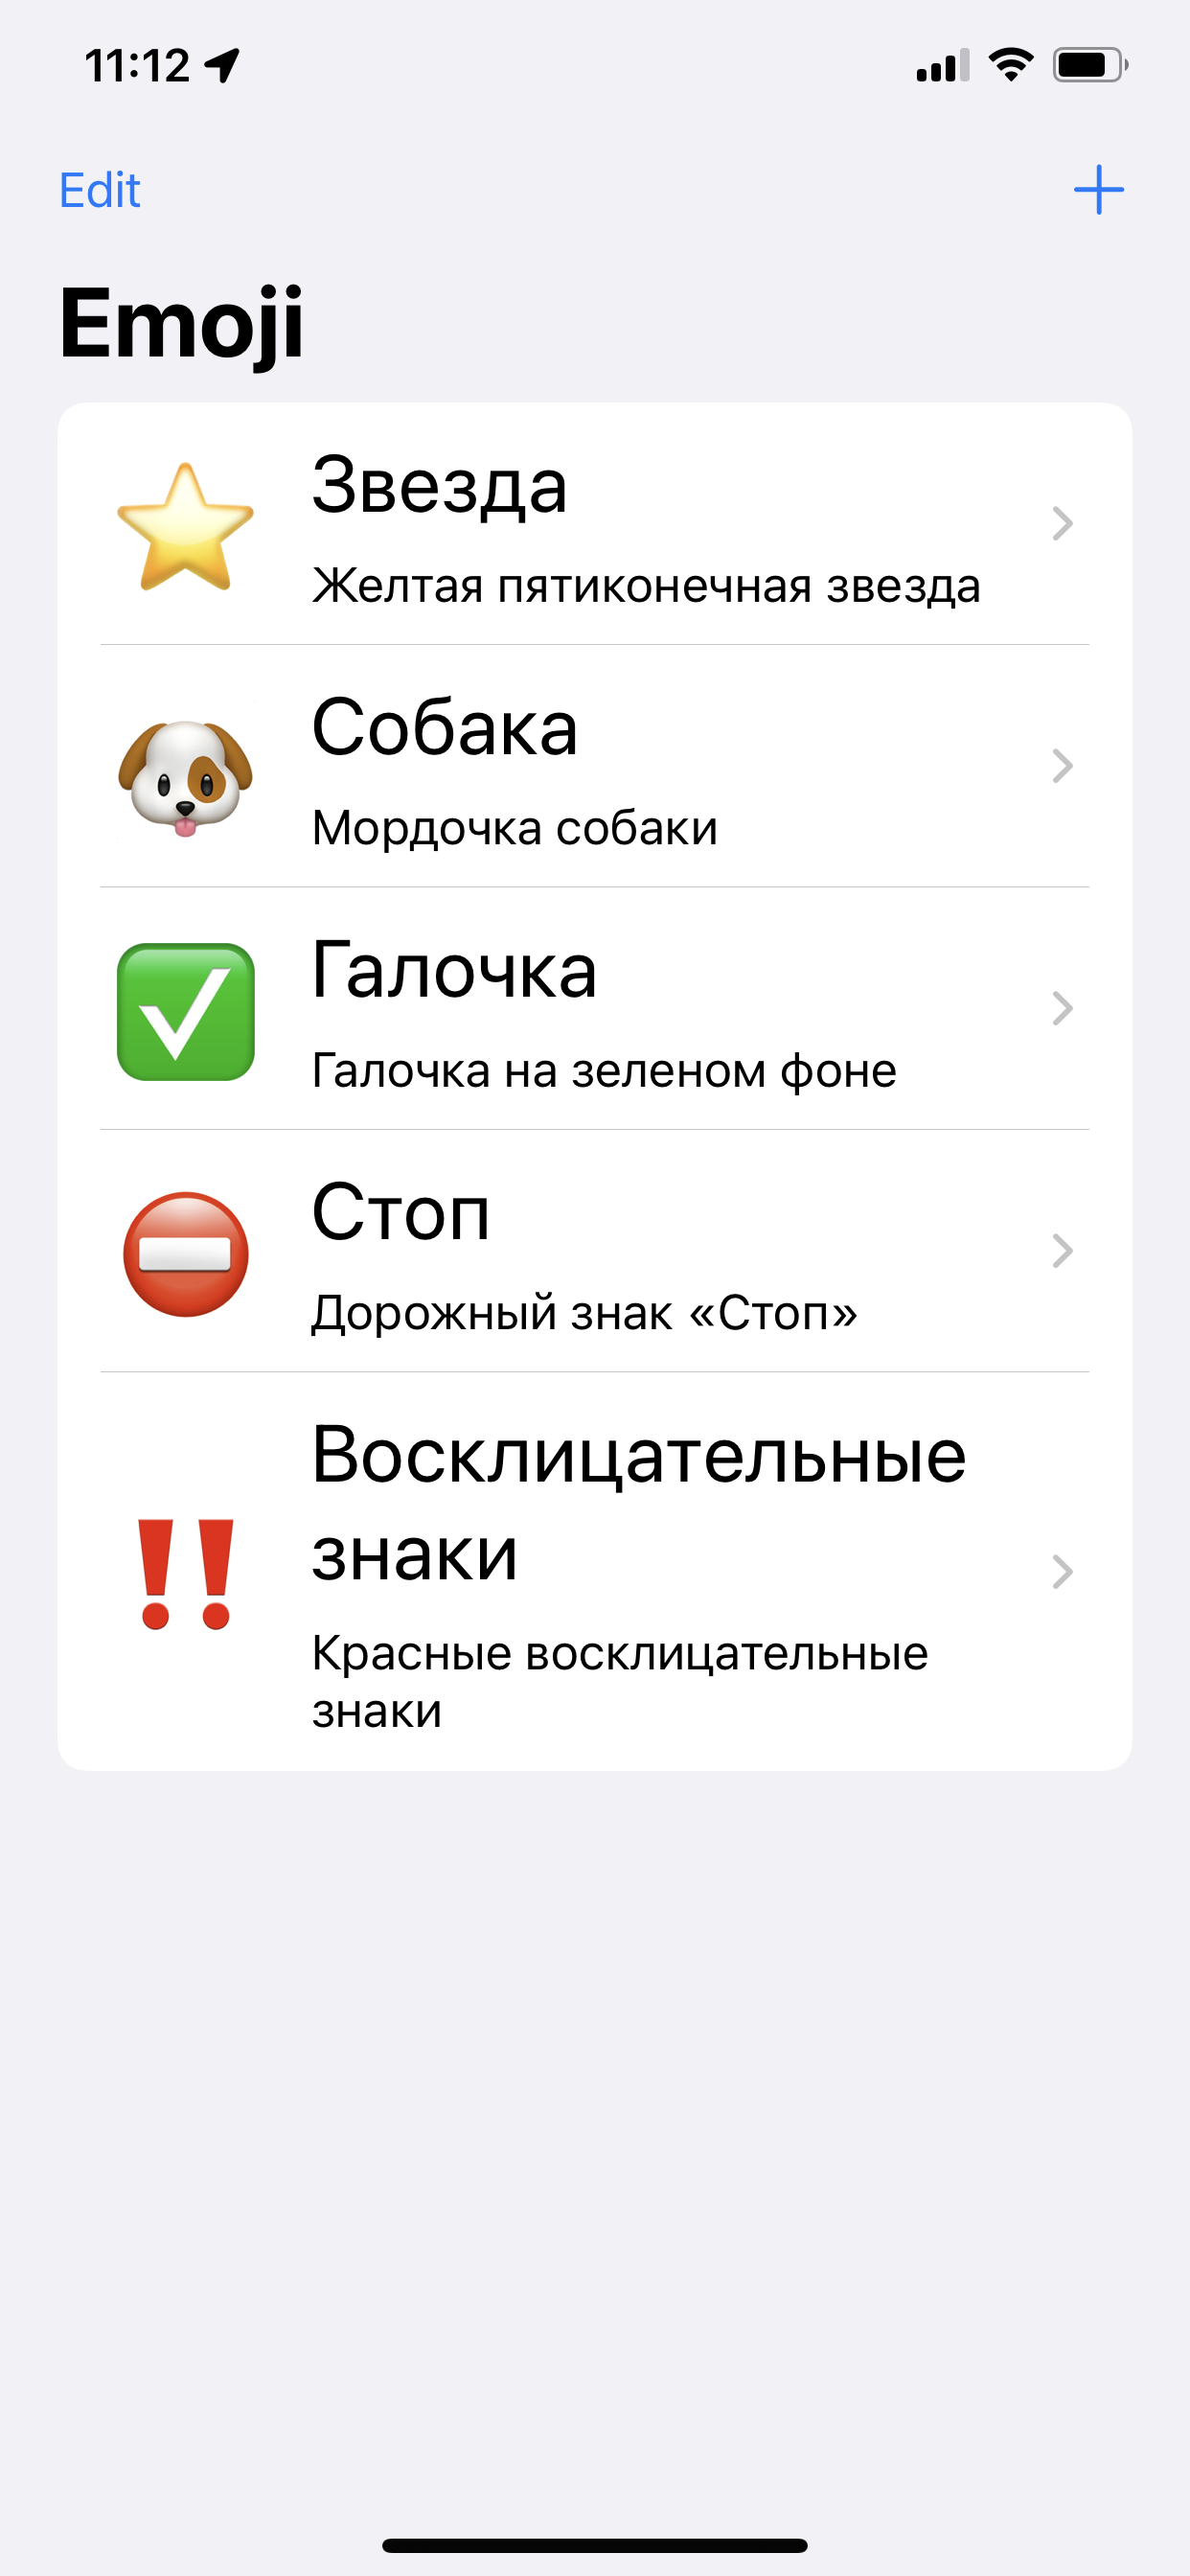 11:12
Edit
Emoji
Звезда
Желтая пятиконечная звезда
Собака
Мордочка собаки
Галочка
Галочка на зеленом фоне
Стоп
Дорожный знак «Стоп»
Восклицательные
знаки
Красные восклицательные
знаки